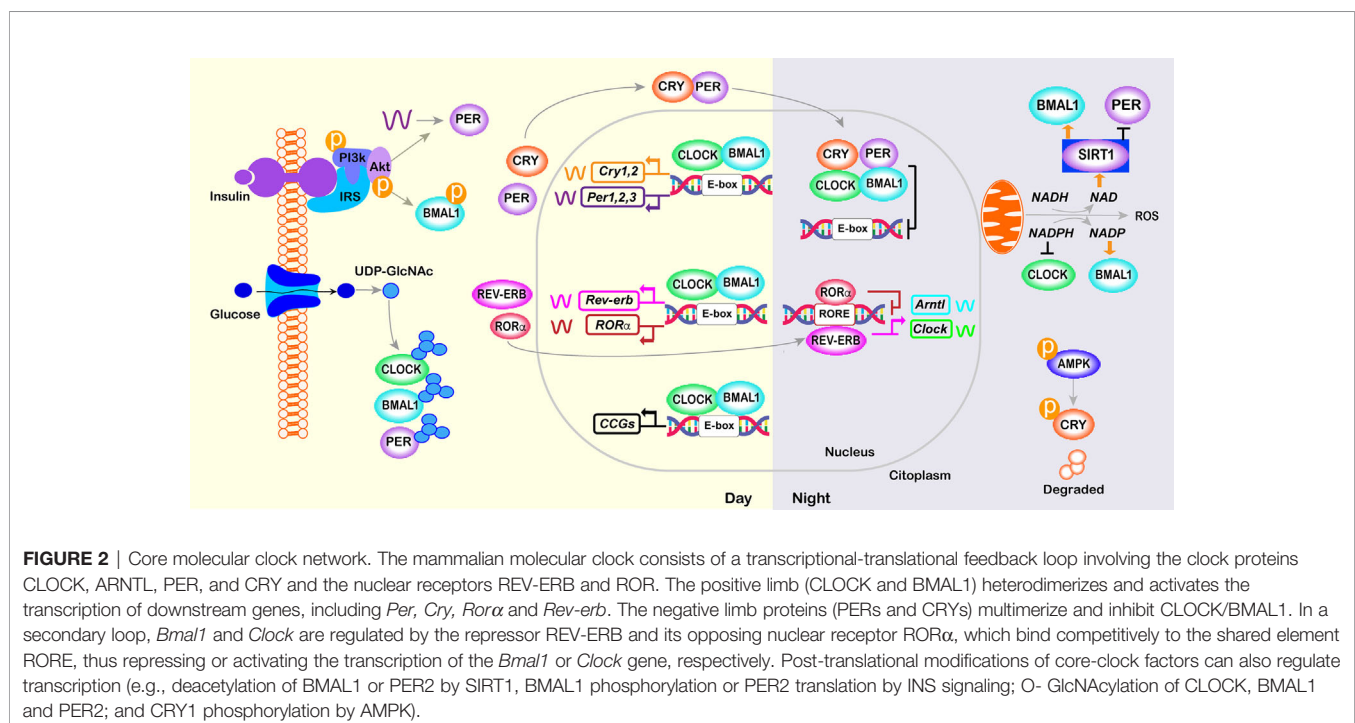 CRY PER
BMAL1 PER
PER
P
PI3k
Akt
CRY
CLOCK BMAL1
CRY PER
SIRT1
Cry1,2
E-box
CLOCK BMAL1
Insulin
IRS
P
P
PER
Per1,2,3
NADH NAD
BMAL1
E-box
ROS
NADPH NADP
UDP-GlcNAc
CLOCK BMAL1
CLOCK
BMAL1
REV-ERB
Rev-erb
RORα
Arntl
Glucose
E-box
RORE
RORα
RORα
REV-ERB
Clock
P
AMPK
CLOCK
CLOCK BMAL1
BMAL1
CCGs
E-box
P
CRY
PER
Nucleus
Citoplasm
Degraded
Day
Night
FIGURE 2 | Core molecular clock network. The mammalian molecular clock consists of a transcriptional-translational feedback loop involving the clock proteins
CLOCK, ARNTL, PER, and CRY and the nuclear receptors REV-ERB and ROR. The positive limb (CLOCK and BMAL1) heterodimerizes and activates the
transcription of downstream genes, including Per, Cry, Rorα and Rev-erb. The negative limb proteins (PERs and CRYs) multimerize and inhibit CLOCK/BMAL1. In a
secondary loop, Bmal1 and Clock are regulated by the repressor REV-ERB and its opposing nuclear receptor RORα, which bind competitively to the shared element
RORE, thus repressing or activating the transcription of the Bmal1 or Clock gene, respectively. Post-translational modifications of core-clock factors can also regulate
transcription (e.g., deacetylation of BMAL1 or PER2 by SIRT1, BMAL1 phosphorylation or PER2 translation by INS signaling; O- GlcNAcylation of CLOCK, BMAL1
and PER2; and CRY1 phosphorylation by AMPK).